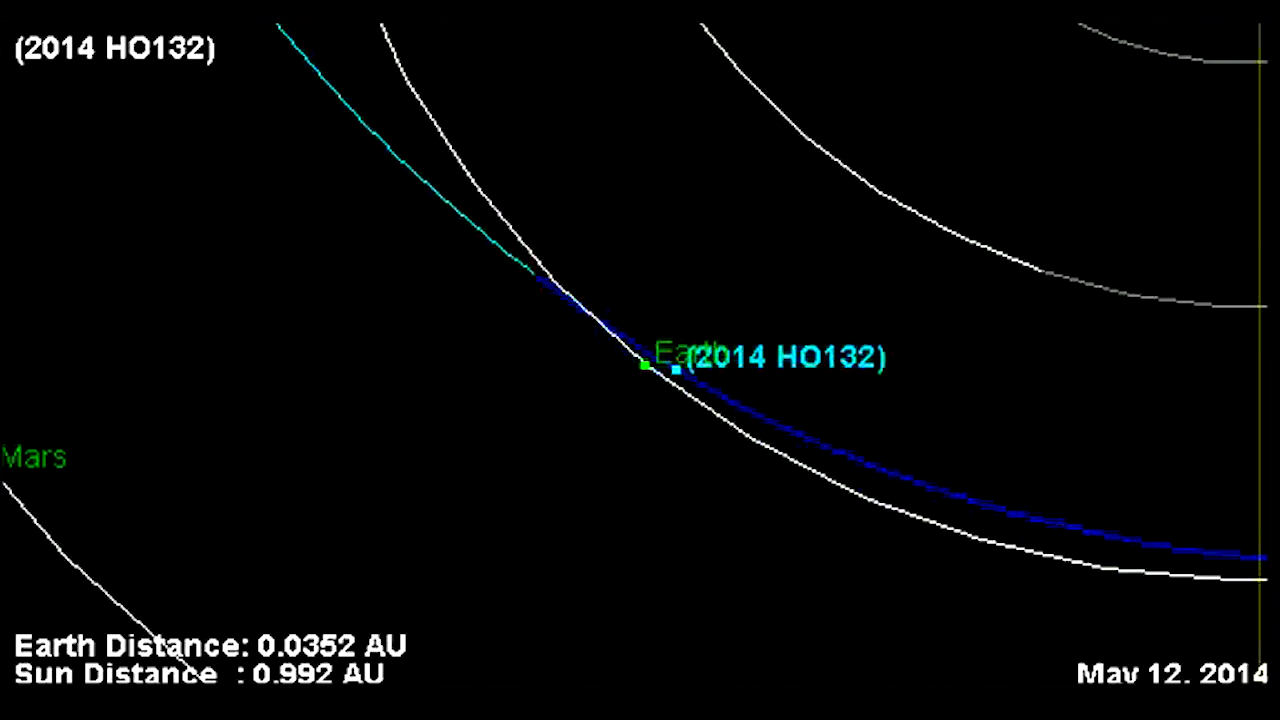 (2014 HO132)
Earth
(2014 HO132)
Mars
Earth Distance: 0.0352 AU
Sun Distance : 0.992 AU
May 12, 2014